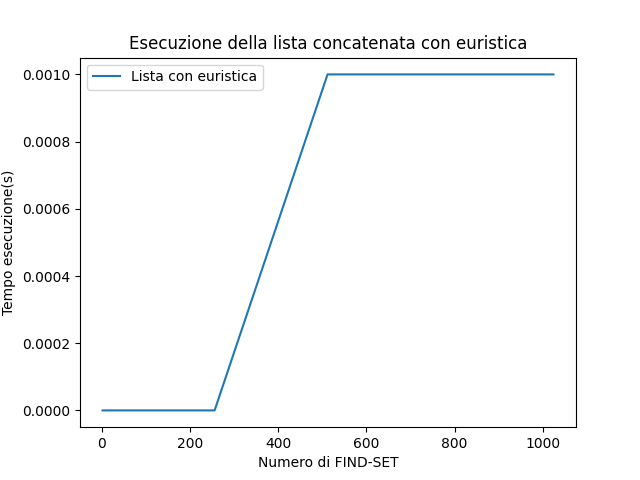 Esecuzione della lista concatenata con euristica
Lista con euristica
0.0010
0.0008
0.0006
0.0004
0.0002
0.0000
Tempo esecuzione(s)
0 200 400 600 800 1000
Numero di FIND-SET